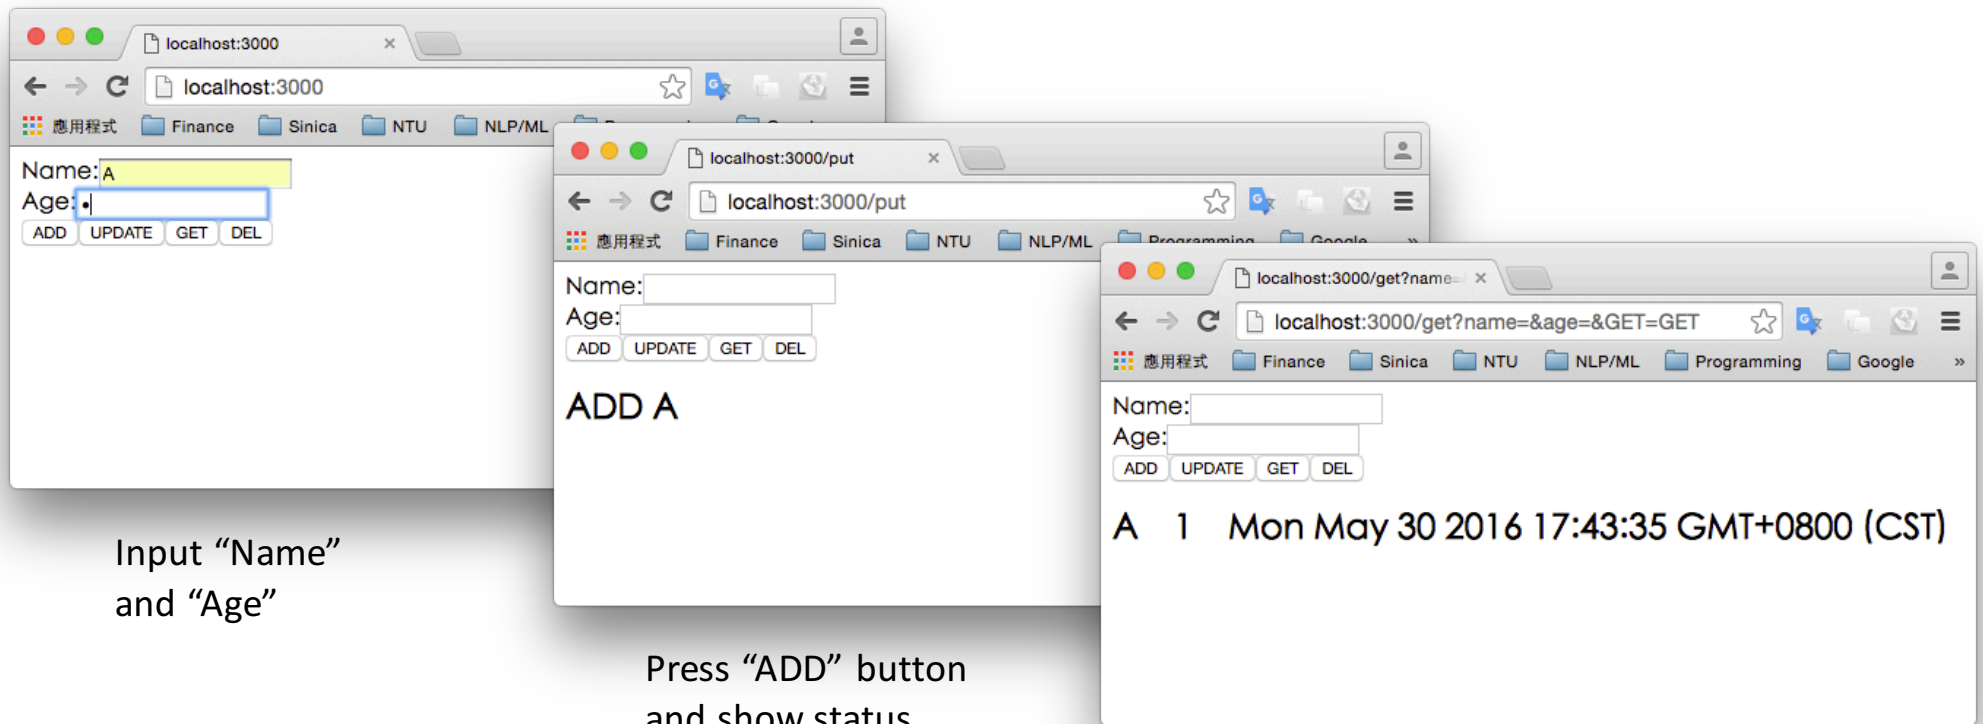 localhost:3000
localhost:3000
應用程式 Finance Sinica NTU NLP/ML
Name: A
Age: •
ADD UPDATE GET DEL
Input “Name”
and “Age”
localhost:3000/put
localhost:3000/put
應用程式 Finance Sinica NTU NLP/ML Programming Google »
Name:
Age:
ADD UPDATE GET DEL
ADD A
Press “ADD” button
and show status
localhost:3000/get?name=
localhost:3000/get?name=&age=&GET=GET
應用程式 Finance Sinica NTU NLP/ML Programming Google »
Name:
Age:
ADD UPDATE GET DEL
A 1 Mon May 30 2016 17:43:35 GMT+0800 (CST)